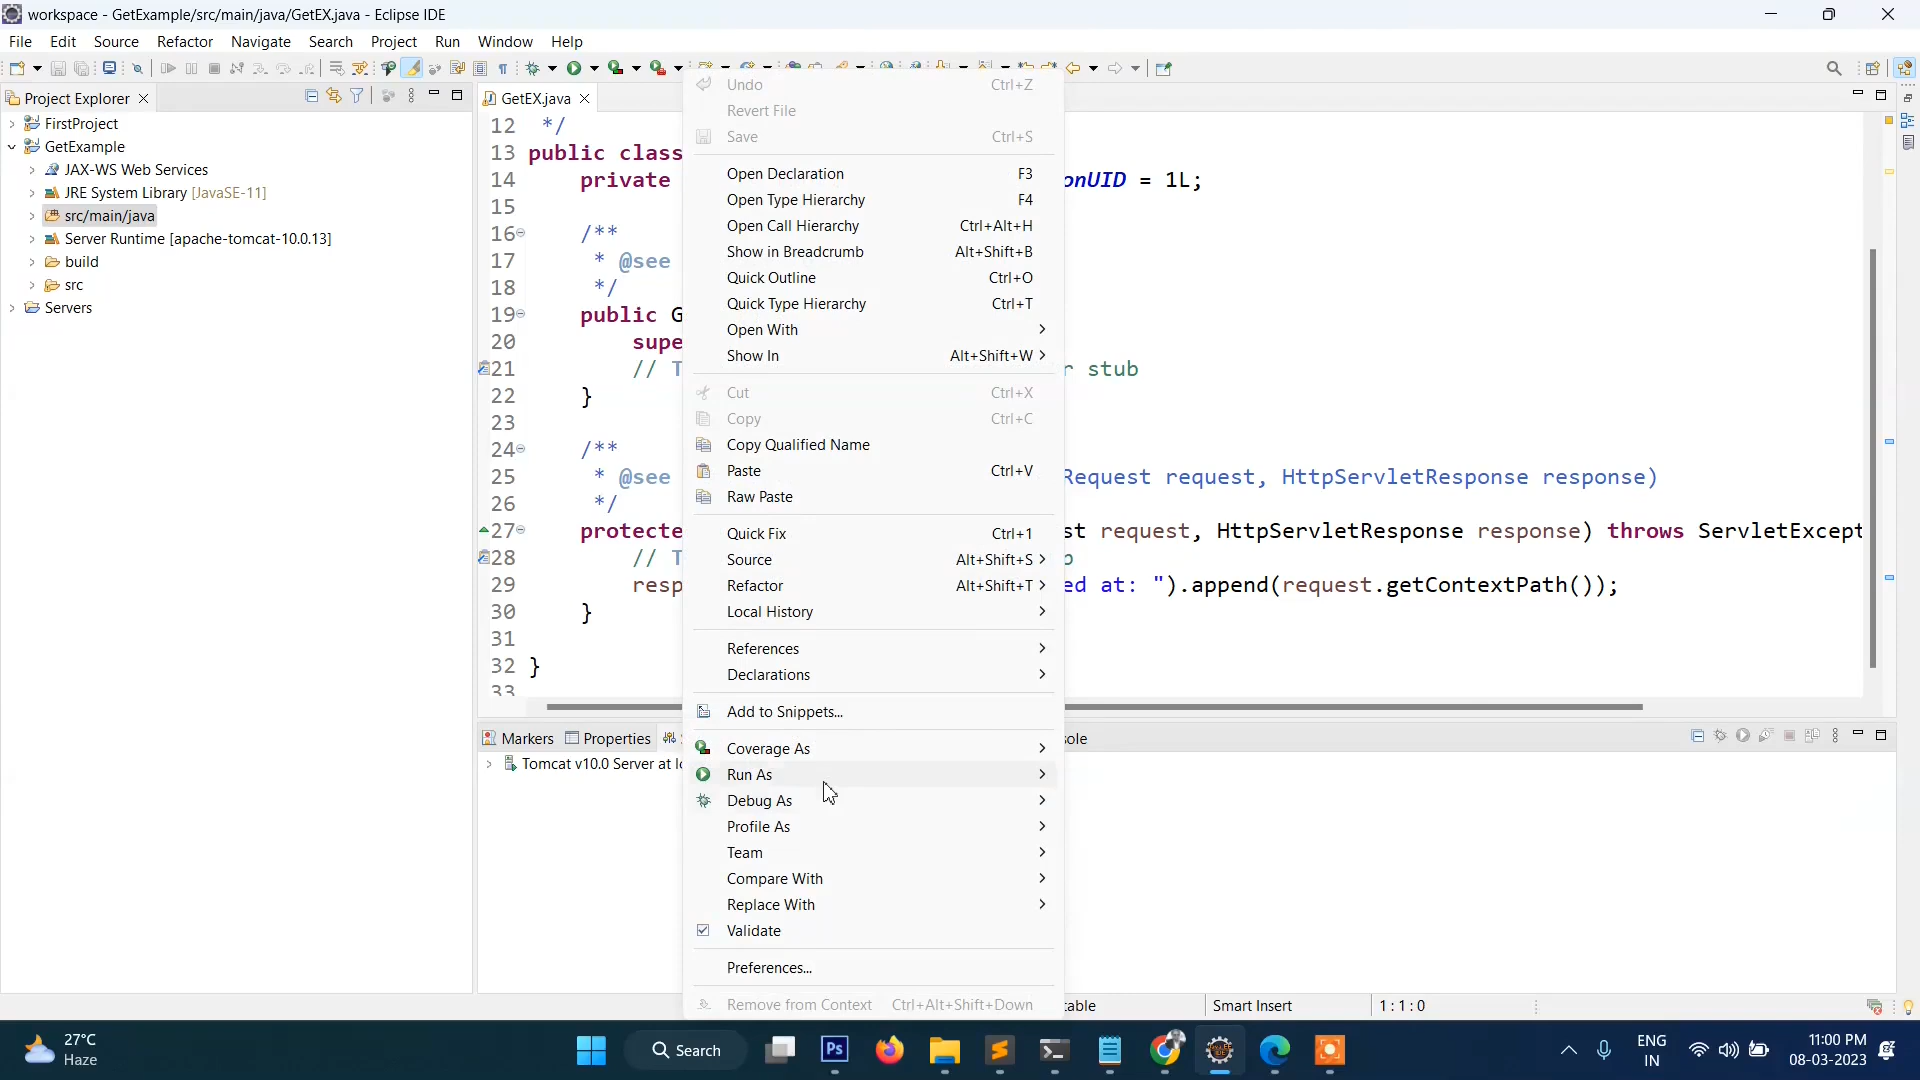 workspace - GetExample/src/main/java/GetEX.java - Eclipse IDE
File Edit Source Refactor Navigate Search Project Run Window Help
Project Explorer
FirstProject
GetExample
JAX-WS Web Services
JRE System Library [JavaSE-11]
src/main/java
Server Runtime [apache-tomcat-10.0.13]
build
src
Servers
GetEX.java
12 */
13 public class
14 private onUID = 1L;
15
16 /**
17 * @see
18 */
19 public G
20 supe
21 // T r stub
22 }
23
24 /**
25 * @see Request request, HttpServletResponse response)
26 */
27 protecte st request, HttpServletResponse response) throws ServletExcept
28 // T
29 resp ed at: ").append(request.getContextPath());
30 }
31
32 }
33
Undo Ctrl+Z
Revert File
Save Ctrl+S
Open Declaration F3
Open Type Hierarchy F4
Open Call Hierarchy Ctrl+Alt+H
Show in Breadcrumb Alt+Shift+B
Quick Outline Ctrl+O
Quick Type Hierarchy Ctrl+T
Open With
Show In Alt+Shift+W
Cut Ctrl+X
Copy Ctrl+C
Copy Qualified Name
Paste Ctrl+V
Raw Paste
Quick Fix Ctrl+1
Source Alt+Shift+S
Refactor Alt+Shift+T
Local History
References
Declarations
Add to Snippets...
Coverage As
Run As
Debug As
Profile As
Team
Compare With
Replace With
Validate
Preferences...
Remove from Context Ctrl+Alt+Shift+Down
Markers Properties sole
Tomcat v10.0 Server at lo
table Smart Insert 1 : 1 : 0
27°C
Haze
Search
Ps
ENG
IN
11:00 PM
08-03-2023